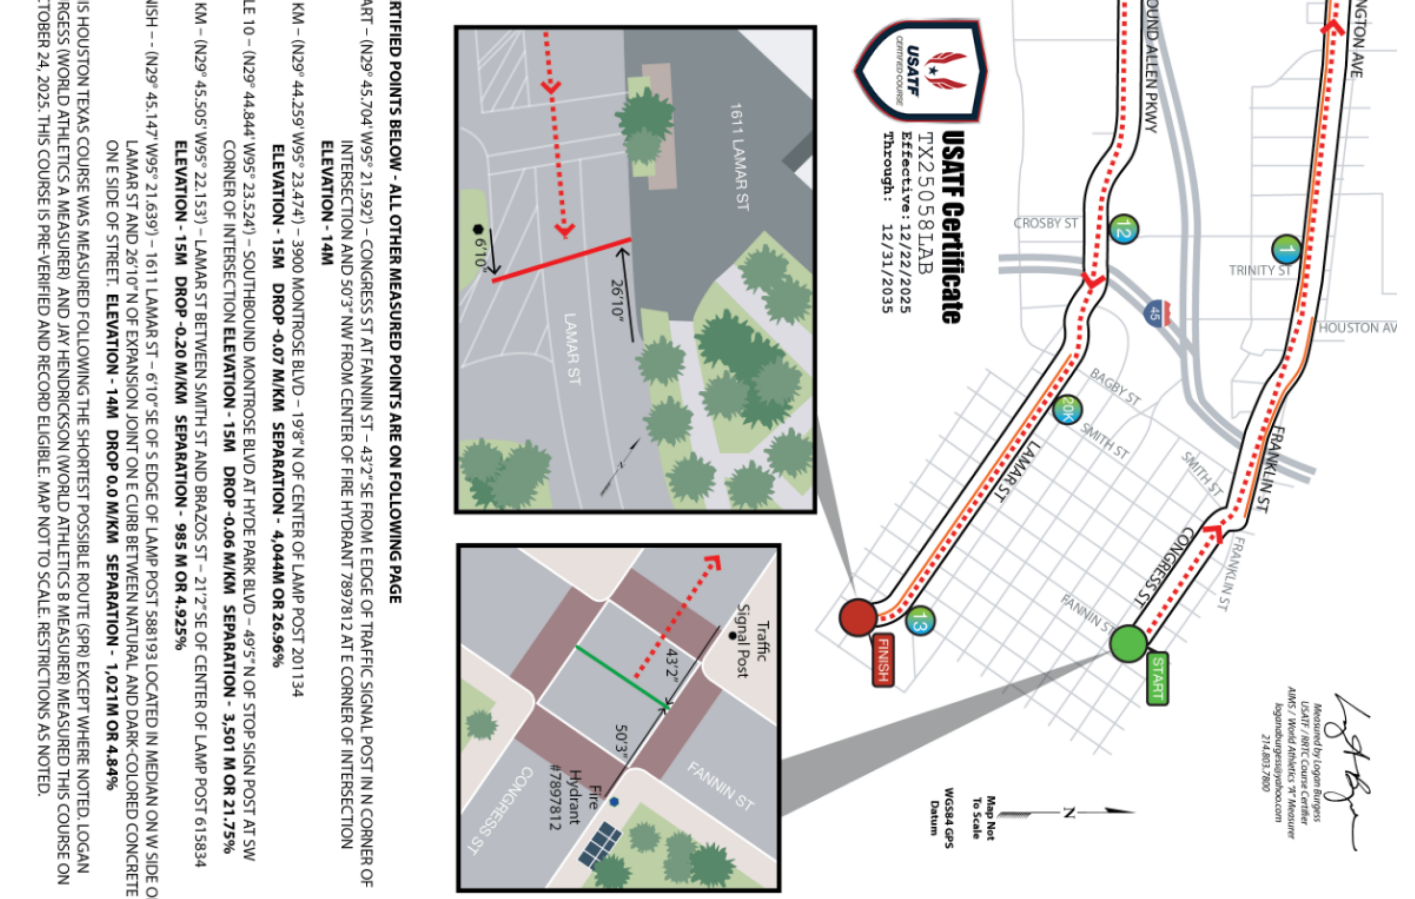 OUND ALLEN PKWY
NGTON AVE
CROSBY ST
12
1
TRINITY ST
45
HOUSTON AV
BAGBY ST
20K
SMITH ST
SMITH ST
LAMAR ST
FRANKLIN ST
FRANKLIN ST
CONGRESS ST
FANNIN ST
13
FINISH
START
USATF
CERTIFIED COURSE
USATF Certificate
TX25058LAB
Effective: 12/22/2025
Through: 12/31/2035
Measured by Logan Burgess
USATF / RRTC Course Certifier
AIMS / World Athletics "A" Measurer
loganaburgess@yahoo.com
214.803.7800
N
Map Not
To Scale
WGS84 GPS
Datum
1611 LAMAR ST
6'10"
26'10"
LAMAR ST
Traffic
Signal Post
43'2"
50'3"
FANNIN ST
Fire
Hydrant
#7897812
CONGRESS ST
RTIFIED POINTS BELOW - ALL OTHER MEASURED POINTS ARE ON FOLLOWING PAGE
ART – (N29° 45.704' W95° 21.592') – CONGRESS ST AT FANNIN ST – 43'2" SE FROM E EDGE OF TRAFFIC SIGNAL POST IN N CORNER OF
INTERSECTION AND 50'3" NW FROM CENTER OF FIRE HYDRANT 7897812 AT E CORNER OF INTERSECTION
ELEVATION - 14M
KM – (N29° 44.259' W95° 23.474') – 3900 MONTROSE BLVD – 19'8" N OF CENTER OF LAMP POST 201134
ELEVATION - 15M DROP -0.07 M/KM SEPARATION - 4,044M OR 26.96%
LE 10 – (N29° 44.844' W95° 23.524') – SOUTHBOUND MONTROSE BLVD AT HYDE PARK BLVD – 49'5" N OF STOP SIGN POST AT SW
CORNER OF INTERSECTION ELEVATION - 15M DROP -0.06 M/KM SEPARATION - 3,501 M OR 21.75%
KM – (N29° 45.505' W95° 22.153') – LAMAR ST BETWEEN SMITH ST AND BRAZOS ST – 21'2" SE OF CENTER OF LAMP POST 615834
ELEVATION - 15M DROP -0.20 M/KM SEPARATION - 985 M OR 4.925%
NISH – - (N29° 45.147' W95° 21.639') – 1611 LAMAR ST – 6'10" SE OF S EDGE OF LAMP POST 588193 LOCATED IN MEDIAN ON W SIDE O
LAMAR ST AND 26'10" N OF EXPANSION JOINT ON E CURB BETWEEN NATURAL AND DARK-COLORED CONCRETE
ON ONE SIDE OF STREET. ELEVATION - 14M DROP 0.0 M/KM SEPARATION - 1,021M OR 4.84%
IS HOUSTON TEXAS COURSE WAS MEASURED FOLLOWING THE SHORTEST POSSIBLE ROUTE (SPR) EXCEPT WHERE NOTED. LOGAN
RGESS (WORLD ATHLETICS A MEASURER) AND JAY HENDRICKSON (WORLD ATHLETICS B MEASURER) MEASURED THIS COURSE ON
CTOBER 24, 2025. THIS COURSE IS PRE-VERIFIED AND RECORD ELIGIBLE. MAP NOT TO SCALE. RESTRICTIONS AS NOTED.